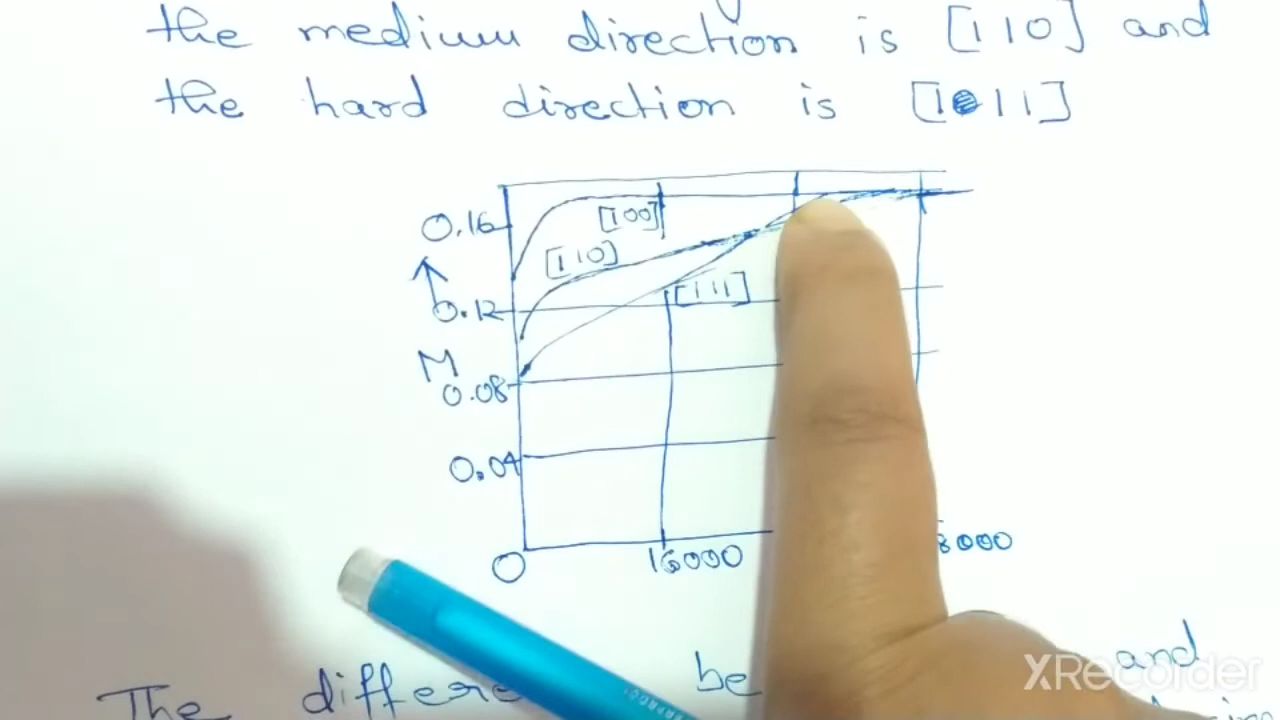 the medium direction is [110] and
the hard direction is [111]
0.16
[100]
[110]
0.12
[111]
M
0.08
0.04
0
16000
8000
XRecorder
The be and